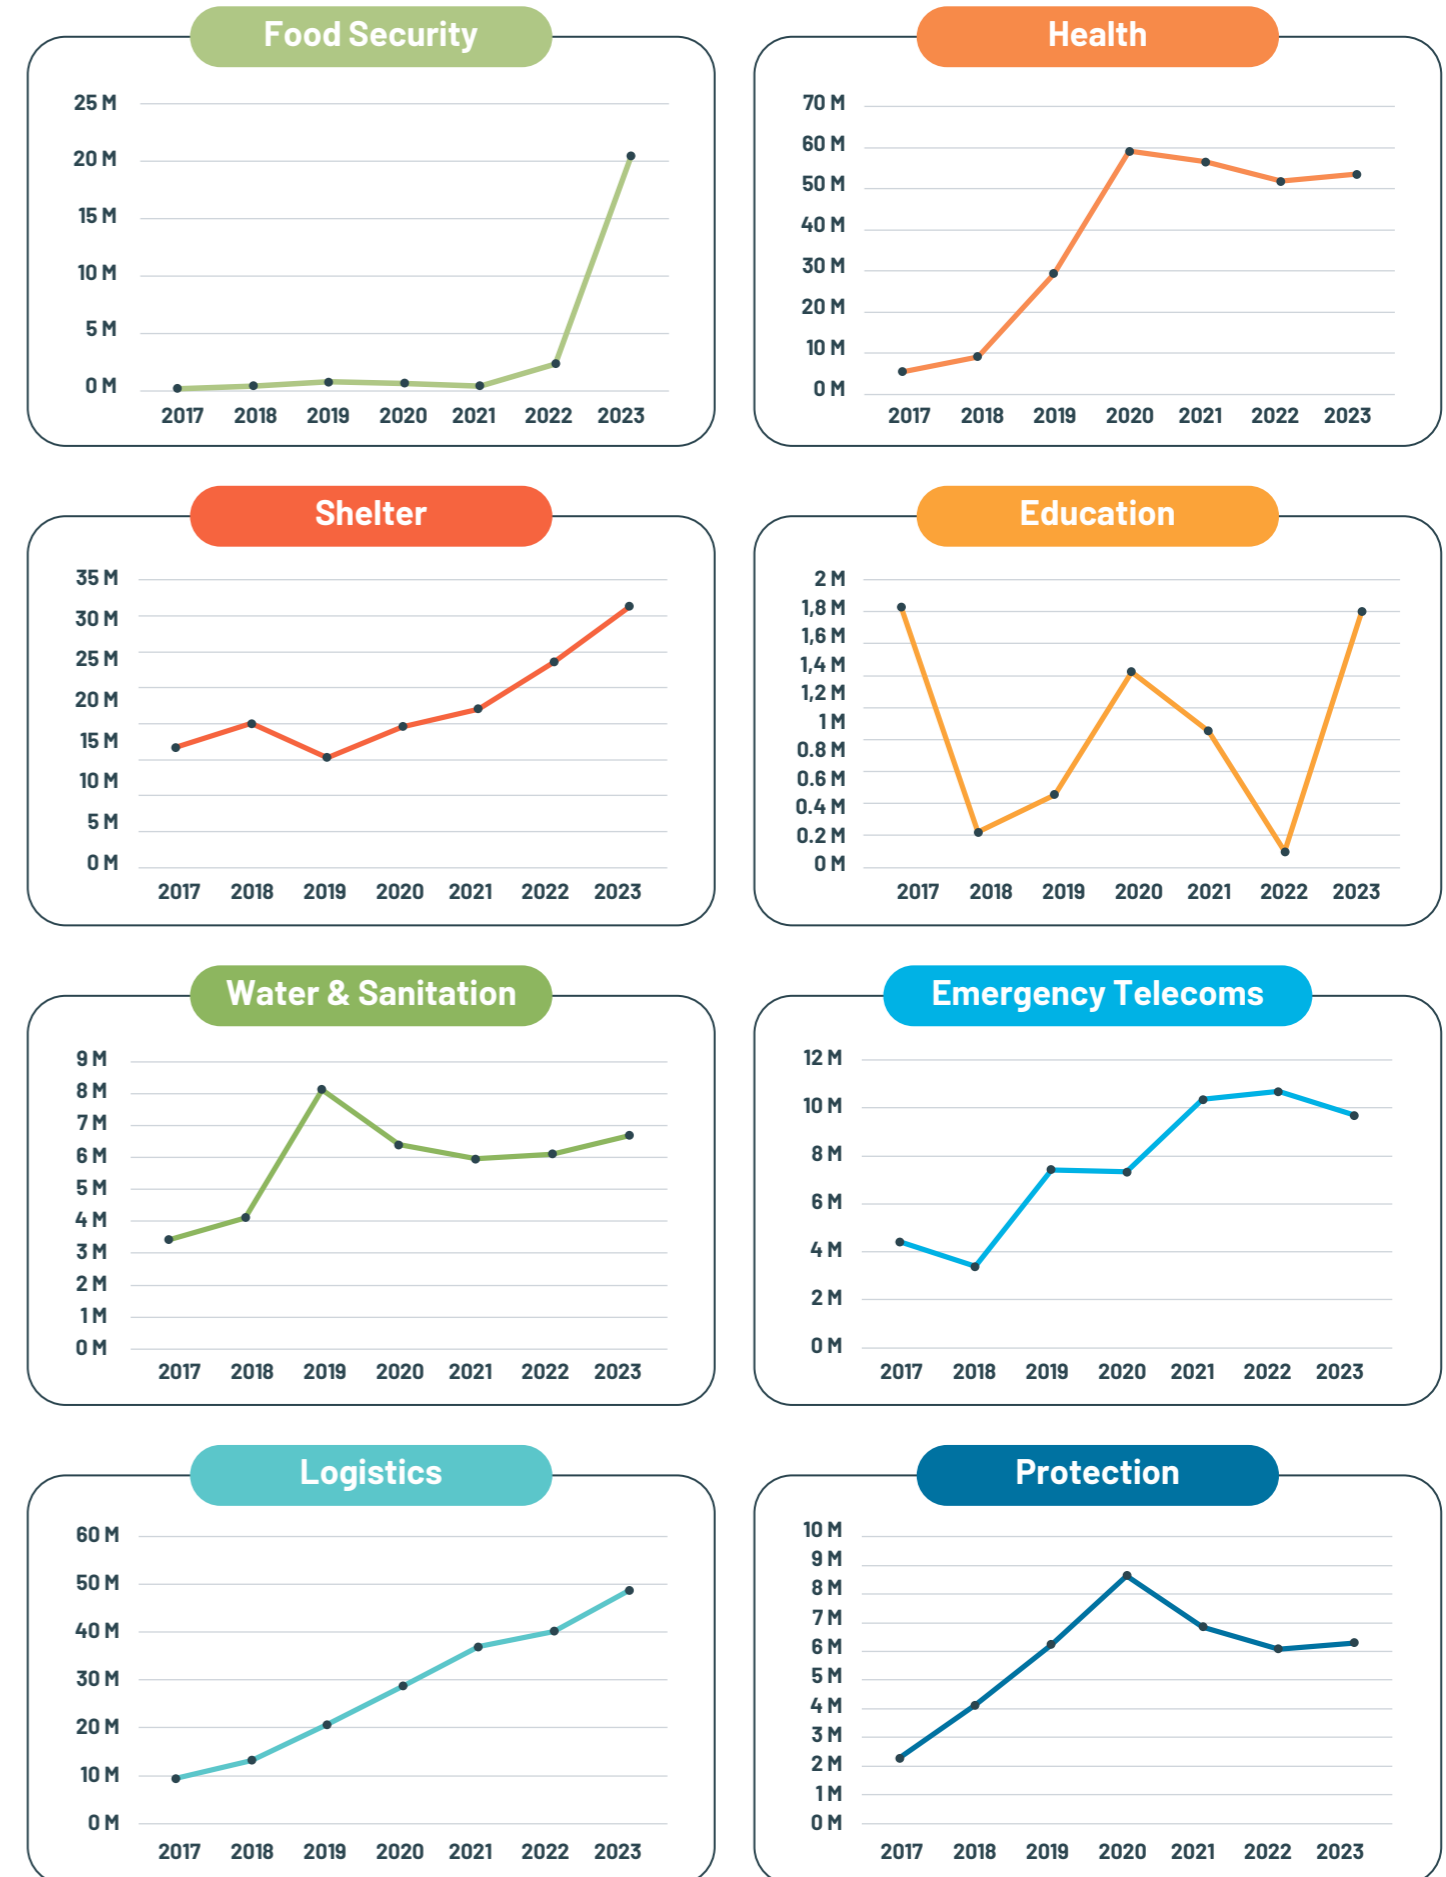 Food Security
25 M
20 M
15 M
10 M
5 M
0 M
2017 2018 2019 2020 2021 2022 2023
Health
70 M
60 M
50 M
40 M
30 M
20 M
10 M
0 M
2017 2018 2019 2020 2021 2022 2023
Shelter
35 M
30 M
25 M
20 M
15 M
10 M
5 M
0 M
2017 2018 2019 2020 2021 2022 2023
Education
2 M
1,8 M
1,6 M
1,4 M
1,2 M
1 M
0.8 M
0.6 M
0.4 M
0.2 M
0 M
2017 2018 2019 2020 2021 2022 2023
Water & Sanitation
9 M
8 M
7 M
6 M
5 M
4 M
3 M
2 M
1 M
0 M
2017 2018 2019 2020 2021 2022 2023
Emergency Telecoms
12 M
10 M
8 M
6 M
4 M
2 M
0 M
2017 2018 2019 2020 2021 2022 2023
Logistics
60 M
50 M
40 M
30 M
20 M
10 M
0 M
2017 2018 2019 2020 2021 2022 2023
Protection
10 M
9 M
8 M
7 M
6 M
5 M
4 M
3 M
2 M
1 M
0 M
2017 2018 2019 2020 2021 2022 2023